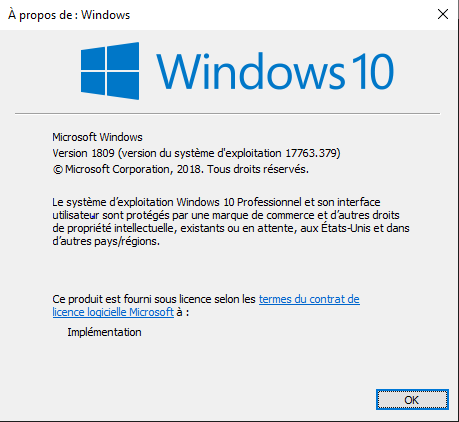 À propos de : Windows
Windows 10
Microsoft Windows
Version 1809 (version du système d'exploitation 17763.379)
© Microsoft Corporation, 2018. Tous droits réservés.
Le système d’exploitation Windows 10 Professionnel et son interface
utilisateur sont protégés par une marque de commerce et d’autres droits
de propriété intellectuelle, existants ou en attente, aux États-Unis et dans
d’autres pays/régions.
Ce produit est fourni sous licence selon les termes du contrat de
licence logicielle Microsoft à :
Implémentation
OK